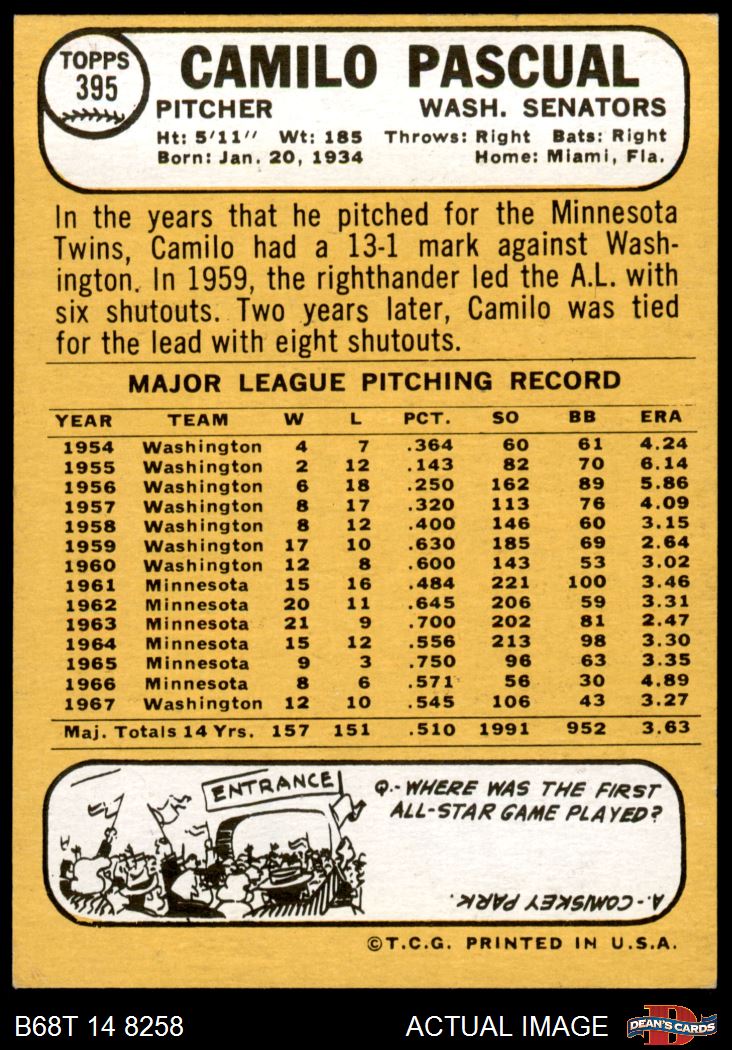 TOPPS
395
CAMILO PASCUAL
PITCHER WASH. SENATORS
Ht: 5'11" Wt: 185 Throws: Right Bats: Right
Born: Jan. 20, 1934 Home: Miami, Fla.
In the years that he pitched for the Minnesota
Twins, Camilo had a 13-1 mark against Wash-
ington. In 1959, the righthander led the A.L. with
six shutouts. Two years later, Camilo was tied
for the lead with eight shutouts.
MAJOR LEAGUE PITCHING RECORD
YEAR TEAM W L PCT. SO BB ERA
1954 Washington 4 7 .364 60 61 4.24
1955 Washington 2 12 .143 82 70 6.14
1956 Washington 6 18 .250 162 89 5.86
1957 Washington 8 17 .320 113 76 4.09
1958 Washington 8 12 .400 146 60 3.15
1959 Washington 17 10 .630 185 69 2.64
1960 Washington 12 8 .600 143 53 3.02
1961 Minnesota 15 16 .484 221 100 3.46
1962 Minnesota 20 11 .645 206 59 3.31
1963 Minnesota 21 9 .700 202 81 2.47
1964 Minnesota 15 12 .556 213 98 3.30
1965 Minnesota 9 3 .750 96 63 3.35
1966 Minnesota 8 6 .571 56 30 4.89
1967 Washington 12 10 .545 106 43 3.27
Maj. Totals 14 Yrs. 157 151 .510 1991 952 3.63
ENTRANCE
Q.- WHERE WAS THE FIRST
ALL-STAR GAME PLAYED?
A.- COMISKEY PARK.
©T.C.G. PRINTED IN U.S.A.
B68T 14 8258 ACTUAL IMAGE
D
DEAN'S CARDS